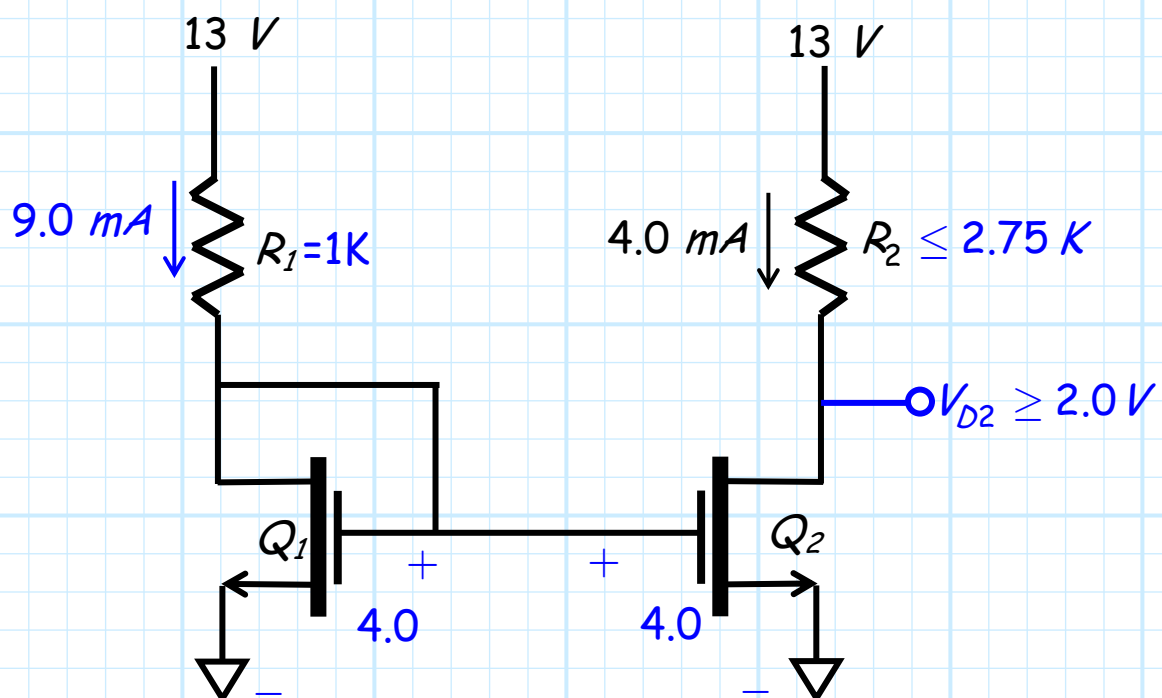 13 V
13 V
9.0 mA
R₁=1K
4.0 mA
R₂ ≤ 2.75 K
V_D2 ≥ 2.0 V
Q₁
Q₂
+
+
4.0
4.0
−
−